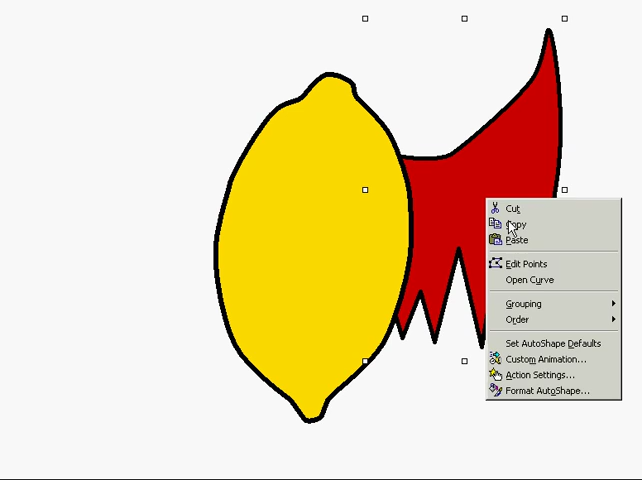 Cut
Copy
Paste
Edit Points
Open Curve
Grouping
Order
Set AutoShape Defaults
Custom Animation...
Action Settings...
Format AutoShape...